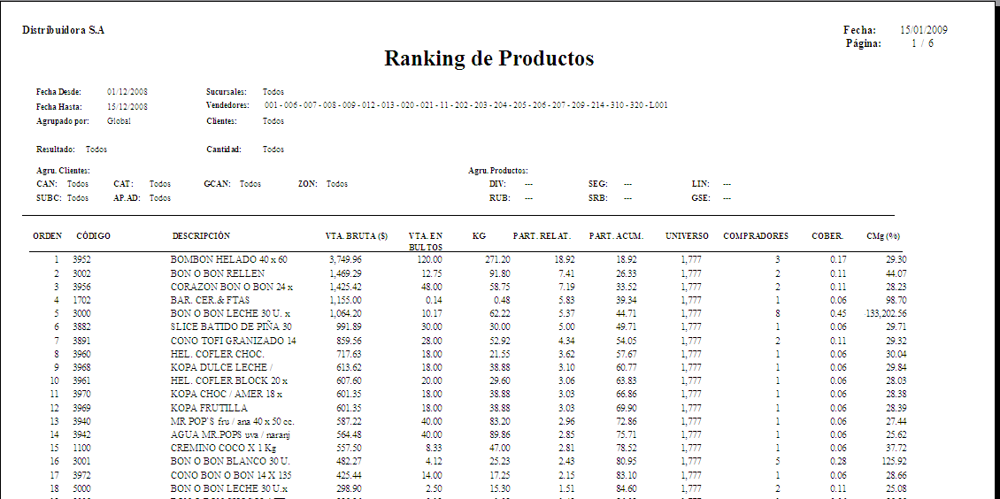 Distribuidora S.A Fecha: 15/01/2009
Página: 1 / 6
Ranking de Productos
Fecha Desde: 01/12/2008 Sucursales: Todos
Fecha Hasta: 15/12/2008 Vendedores: 001 - 006 - 007 - 008 - 009 - 012 - 013 - 020 - 021 - 11 - 202 - 203 - 204 - 205 - 206 - 207 - 209 - 214 - 310 - 320 - L001
Agrupado por: Global Clientes: Todos
Resultado: Todos Cantidad: Todos
Agru. Clientes: Agru. Productos:
CAN: Todos CAT: Todos GCAN: Todos ZON: Todos DIV: --- SEG: --- LIN: ---
SUBC: Todos AP.AD: Todos RUB: --- SRB: --- GSE: ---
ORDEN CÓDIGO DESCRIPCIÓN VTA. BRUTA ($) VTA. EN BULTOS KG PART. RELAT. PART. ACUM. UNIVERSO COMPRADORES COBER. CMg (%)
1 3952 BOMBON HELADO 40 x 60 3,749.96 120.00 271.20 18.92 18.92 1,777 3 0.17 29.30
2 3002 BON O BON RELLEN 1,469.29 12.75 91.80 7.41 26.33 1,777 2 0.11 44.07
3 3956 CORAZON BON O BON 24 x 1,425.42 48.00 58.75 7.19 33.52 1,777 2 0.11 28.23
4 1702 BAR. CER.& FTAS 1,155.00 0.14 0.48 5.83 39.34 1,777 1 0.06 98.70
5 3000 BON O BON LECHE 30 U. x 1,064.20 10.17 62.22 5.37 44.71 1,777 8 0.45 133,202.56
6 3882 SLICE BATIDO DE PIÑA 30 991.89 30.00 30.00 5.00 49.71 1,777 1 0.06 29.71
7 3891 CONO TOFI GRANIZADO 14 859.56 28.00 52.92 4.34 54.05 1,777 2 0.11 29.32
8 3960 HEL. COFLER CHOC. 717.63 18.00 21.55 3.62 57.67 1,777 1 0.06 30.04
9 3968 KOPA DULCE LECHE / 613.62 18.00 38.88 3.10 60.77 1,777 1 0.06 29.84
10 3961 HEL. COFLER BLOCK 20 x 607.60 20.00 29.60 3.06 63.83 1,777 1 0.06 28.03
11 3970 KOPA CHOC / AMER 18 x 601.35 18.00 38.88 3.03 66.86 1,777 1 0.06 28.38
12 3969 KOPA FRUTILLA 601.35 18.00 38.88 3.03 69.90 1,777 1 0.06 28.39
13 3940 MR POP'S fru / ana 40 x 50 cc. 587.22 40.00 83.20 2.96 72.86 1,777 1 0.06 27.44
14 3942 AGUA MR.POPS uva / naranj 564.48 40.00 89.86 2.85 75.71 1,777 1 0.06 25.62
15 1100 CREMINO COCO X 1 Kg 557.50 8.33 47.00 2.81 78.52 1,777 1 0.06 37.72
16 3001 BON O BON BLANCO 30 U. 482.27 4.12 25.23 2.43 80.95 1,777 5 0.28 125.92
17 3972 CONO BON O BON 14 X 135 425.44 14.00 17.25 2.15 83.10 1,777 1 0.06 28.66
18 5000 BON O BON LECHE 30 U.x 298.90 2.50 15.30 1.51 84.60 1,777 2 0.11 25.08